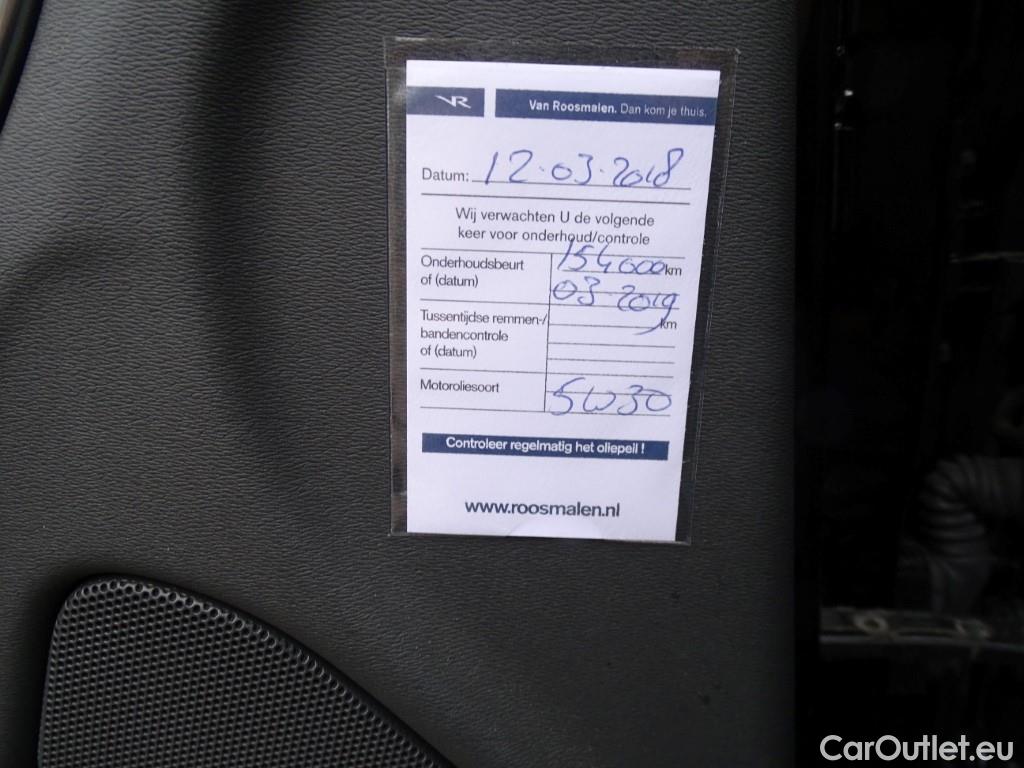 VR Van Roosmalen. Dan kom je thuis.
Datum: 12-03-2018
Wij verwachten U de volgende
keer voor onderhoud/controle
Onderhoudsbeurt 154000 km
of (datum) 03-2019
Tussentijdse remmen-/ km
bandencontrole
of (datum)
Motoroliesoort 5W30
Controleer regelmatig het oliepeil !
www.roosmalen.nl
CarOutlet.eu